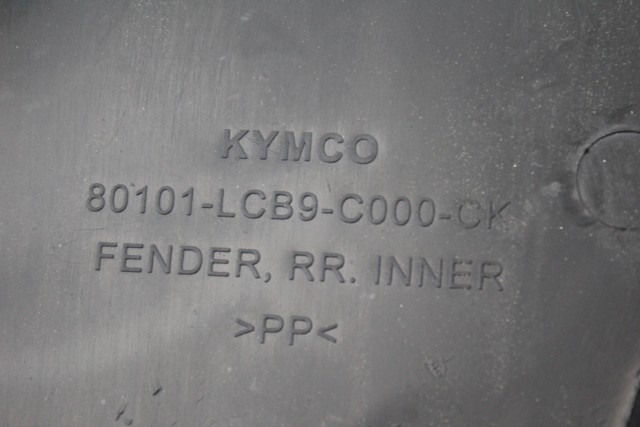 KYMCO
80101-LCB9-C000-CK
FENDER, RR. INNER
>PP<